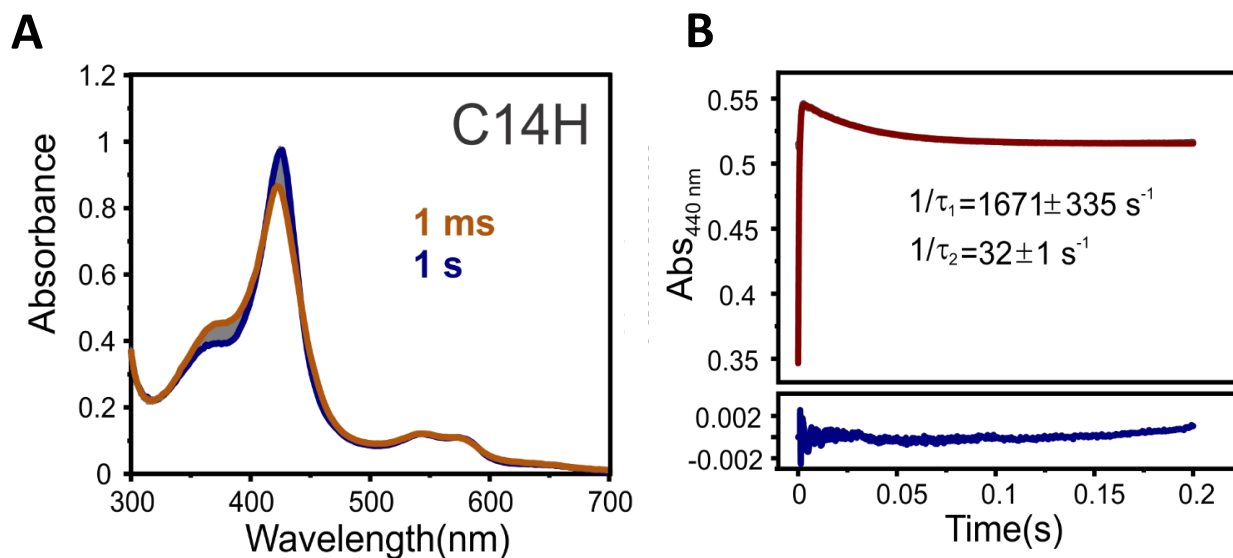 A
B
1.2
1
0.8
0.6
0.4
0.2
0
Absorbance
C14H
1 ms
1 s
300
400
500
600
700
Wavelength(nm)
0.55
0.5
0.45
0.4
0.35
Abs440 nm
1/τ1=1671±335 s-1
1/τ2=32±1 s-1
0.002
-0.002
0
0.05
0.1
0.15
0.2
Time(s)